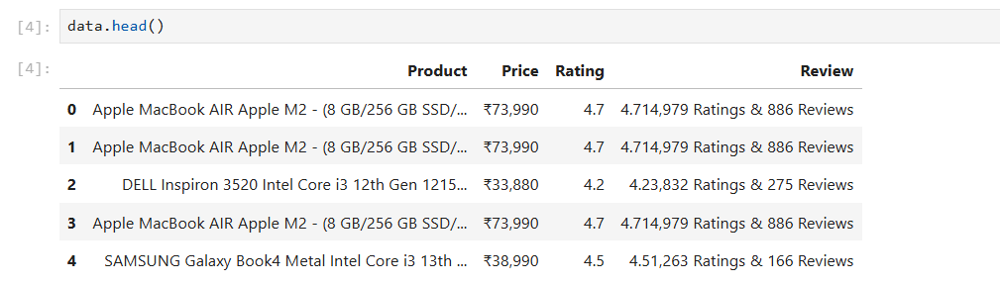 [4]: data.head()
[4]:
Product Price Rating Review
0 Apple MacBook AIR Apple M2 - (8 GB/256 GB SSD/... ₹73,990 4.7 4.714,979 Ratings & 886 Reviews
1 Apple MacBook AIR Apple M2 - (8 GB/256 GB SSD/... ₹73,990 4.7 4.714,979 Ratings & 886 Reviews
2 DELL Inspiron 3520 Intel Core i3 12th Gen 1215... ₹33,880 4.2 4.23,832 Ratings & 275 Reviews
3 Apple MacBook AIR Apple M2 - (8 GB/256 GB SSD/... ₹73,990 4.7 4.714,979 Ratings & 886 Reviews
4 SAMSUNG Galaxy Book4 Metal Intel Core i3 13th ... ₹38,990 4.5 4.51,263 Ratings & 166 Reviews